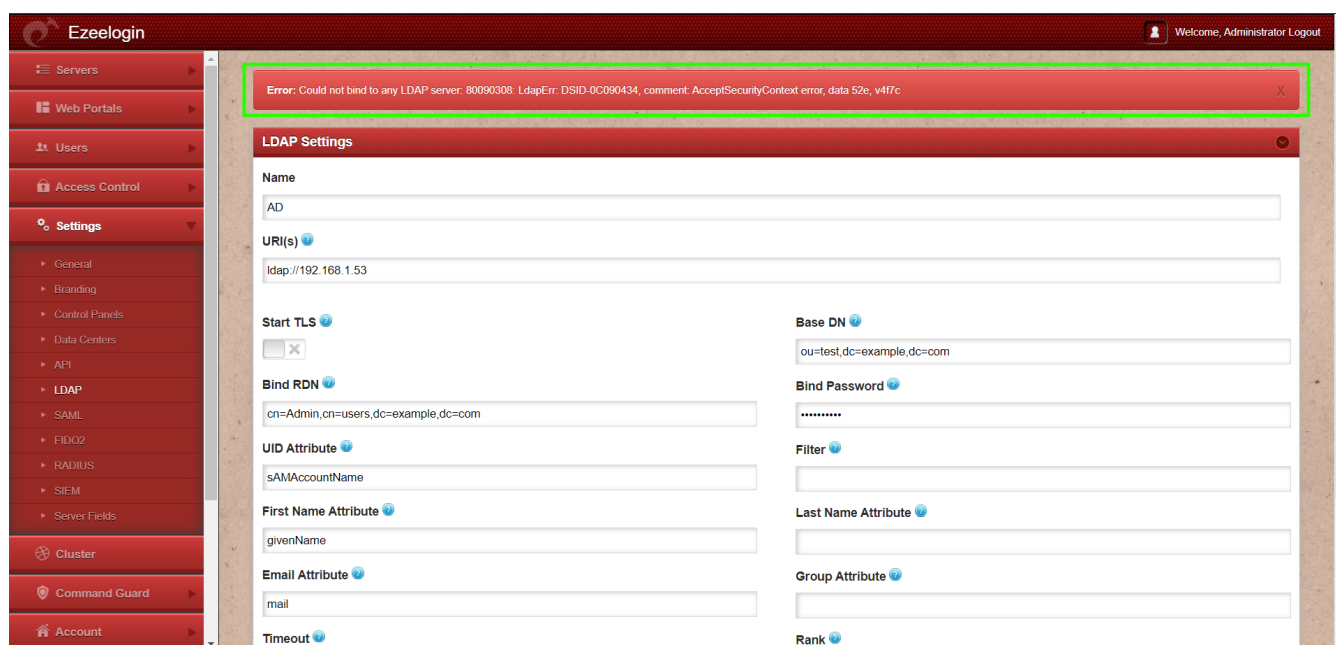 Ezeelogin
Welcome, Administrator Logout
Servers
Web Portals
Users
Access Control
Settings
General
Branding
Control Panels
Data Centers
API
LDAP
SAML
FIDO2
RADIUS
SIEM
Server Fields
Cluster
Command Guard
Account
Error: Could not bind to any LDAP server: 80090308: LdapErr: DSID-0C090434, comment: AcceptSecurityContext error, data 52e, v4f7c
X
LDAP Settings
Name
AD
URI(s)
ldap://192.168.1.53
Start TLS
Base DN
ou=test,dc=example,dc=com
Bind RDN
cn=Admin,cn=users,dc=example,dc=com
Bind Password
••••••••••
UID Attribute
sAMAccountName
Filter
First Name Attribute
givenName
Last Name Attribute
Email Attribute
mail
Group Attribute
Timeout
Rank